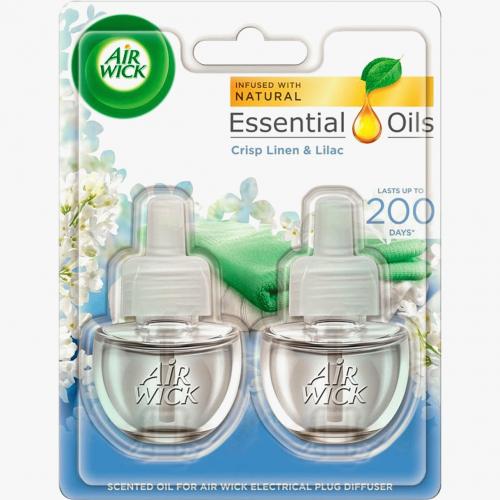 AIR
WICK
INFUSED WITH
NATURAL
Essential Oils
Crisp Linen & Lilac
LASTS UP TO
200
DAYS*
AIR
WICK
AIR
WICK
SCENTED OIL FOR AIR WICK ELECTRICAL PLUG DIFFUSER